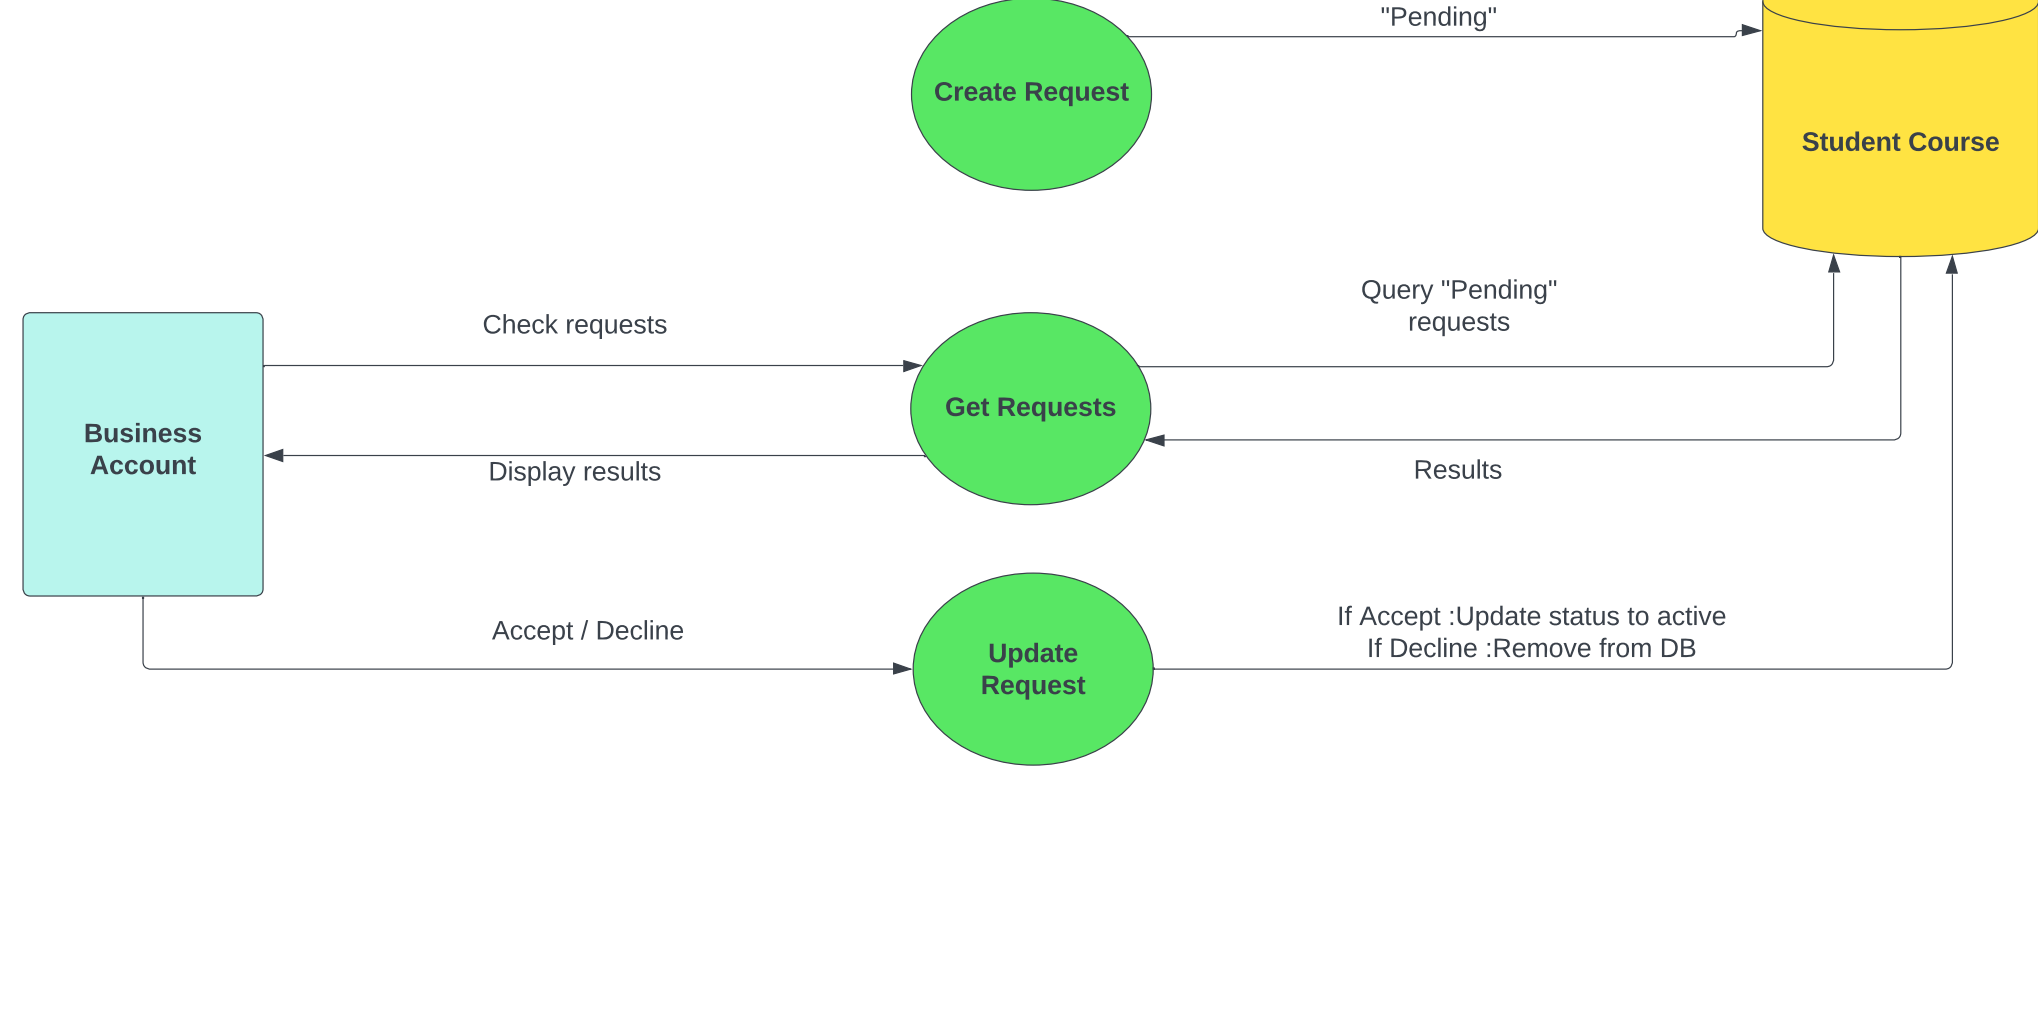 "Pending"
Create Request
Student Course
Query "Pending"
requests
Check requests
Get Requests
Business
Account
Display results
Results
Accept / Decline
If Accept :Update status to active
If Decline :Remove from DB
Update
Request